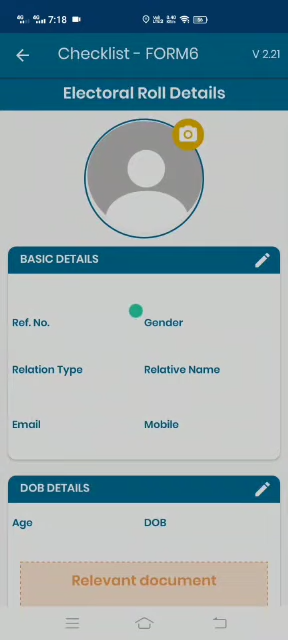 7:18
Checklist - FORM6
V 2.21
Electoral Roll Details
BASIC DETAILS
Ref. No. Gender
Relation Type Relative Name
Email Mobile
DOB DETAILS
Age DOB
Relevant document